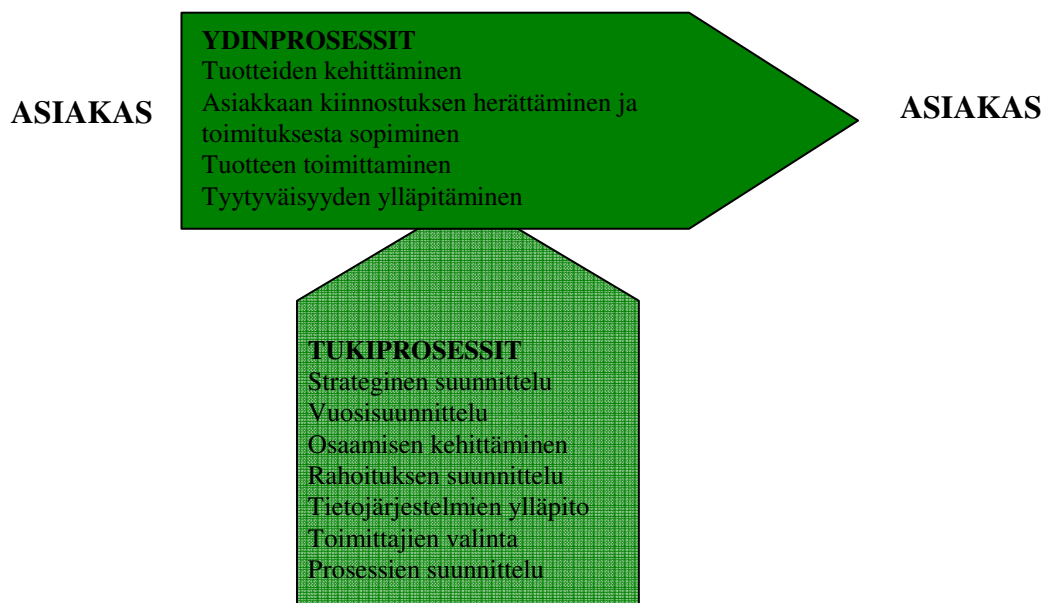 ASIAKAS
YDINPROSESSIT
Tuotteiden kehittäminen
Asiakkaan kiinnostuksen herättäminen ja
toimituksesta sopiminen
Tuotteen toimittaminen
Tyytyväisyyden ylläpitäminen
ASIAKAS
TUKIPROSESSIT
Strateginen suunnittelu
Vuosisuunnittelu
Osaamisen kehittäminen
Rahoituksen suunnittelu
Tietojärjestelmien ylläpito
Toimittajien valinta
Prosessien suunnittelu